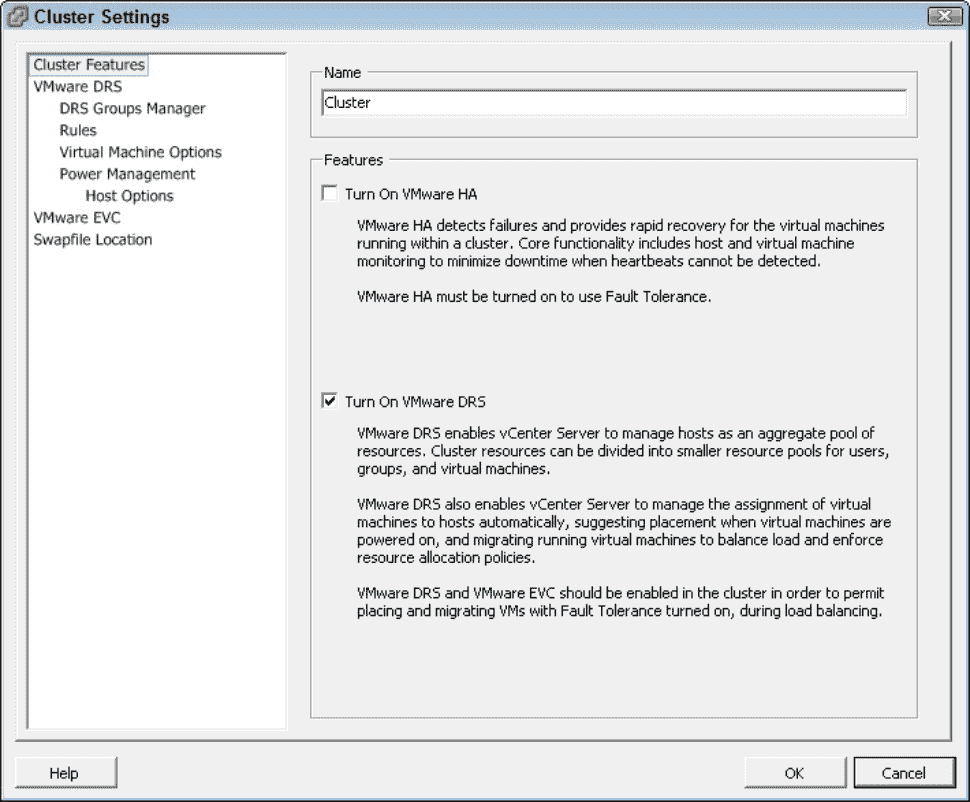 Cluster Settings
Cluster Features
VMware DRS
DRS Groups Manager
Rules
Virtual Machine Options
Power Management
Host Options
VMware EVC
Swapfile Location
Name
Cluster
Features
Turn On VMware HA
VMware HA detects failures and provides rapid recovery for the virtual machines
running within a cluster. Core functionality includes host and virtual machine
monitoring to minimize downtime when heartbeats cannot be detected.
VMware HA must be turned on to use Fault Tolerance.
Turn On VMware DRS
VMware DRS enables vCenter Server to manage hosts as an aggregate pool of
resources. Cluster resources can be divided into smaller resource pools for users,
groups, and virtual machines.
VMware DRS also enables vCenter Server to manage the assignment of virtual
machines to hosts automatically, suggesting placement when virtual machines are
powered on, and migrating running virtual machines to balance load and enforce
resource allocation policies.
VMware DRS and VMware EVC should be enabled in the cluster in order to permit
placing and migrating VMs with Fault Tolerance turned on, during load balancing.
Help
OK
Cancel